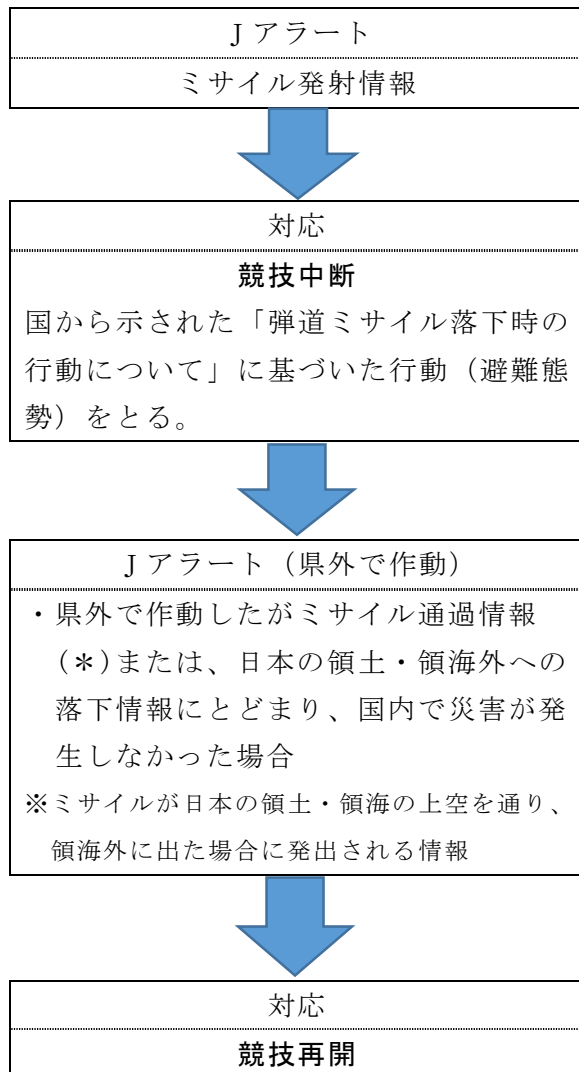 Jアラート
ミサイル発射情報
対応
競技中断
国から示された「弾道ミサイル落下時の
行動について」に基づいた行動（避難態
勢）をとる。
Jアラート（県外で作動）
・県外で作動したがミサイル通過情報
(＊)または、日本の領土・領海外への
落下情報にとどまり、国内で災害が発
生しなかった場合
※ミサイルが日本の領土・領海の上空を通り、
領海外に出た場合に発出される情報
対応
競技再開